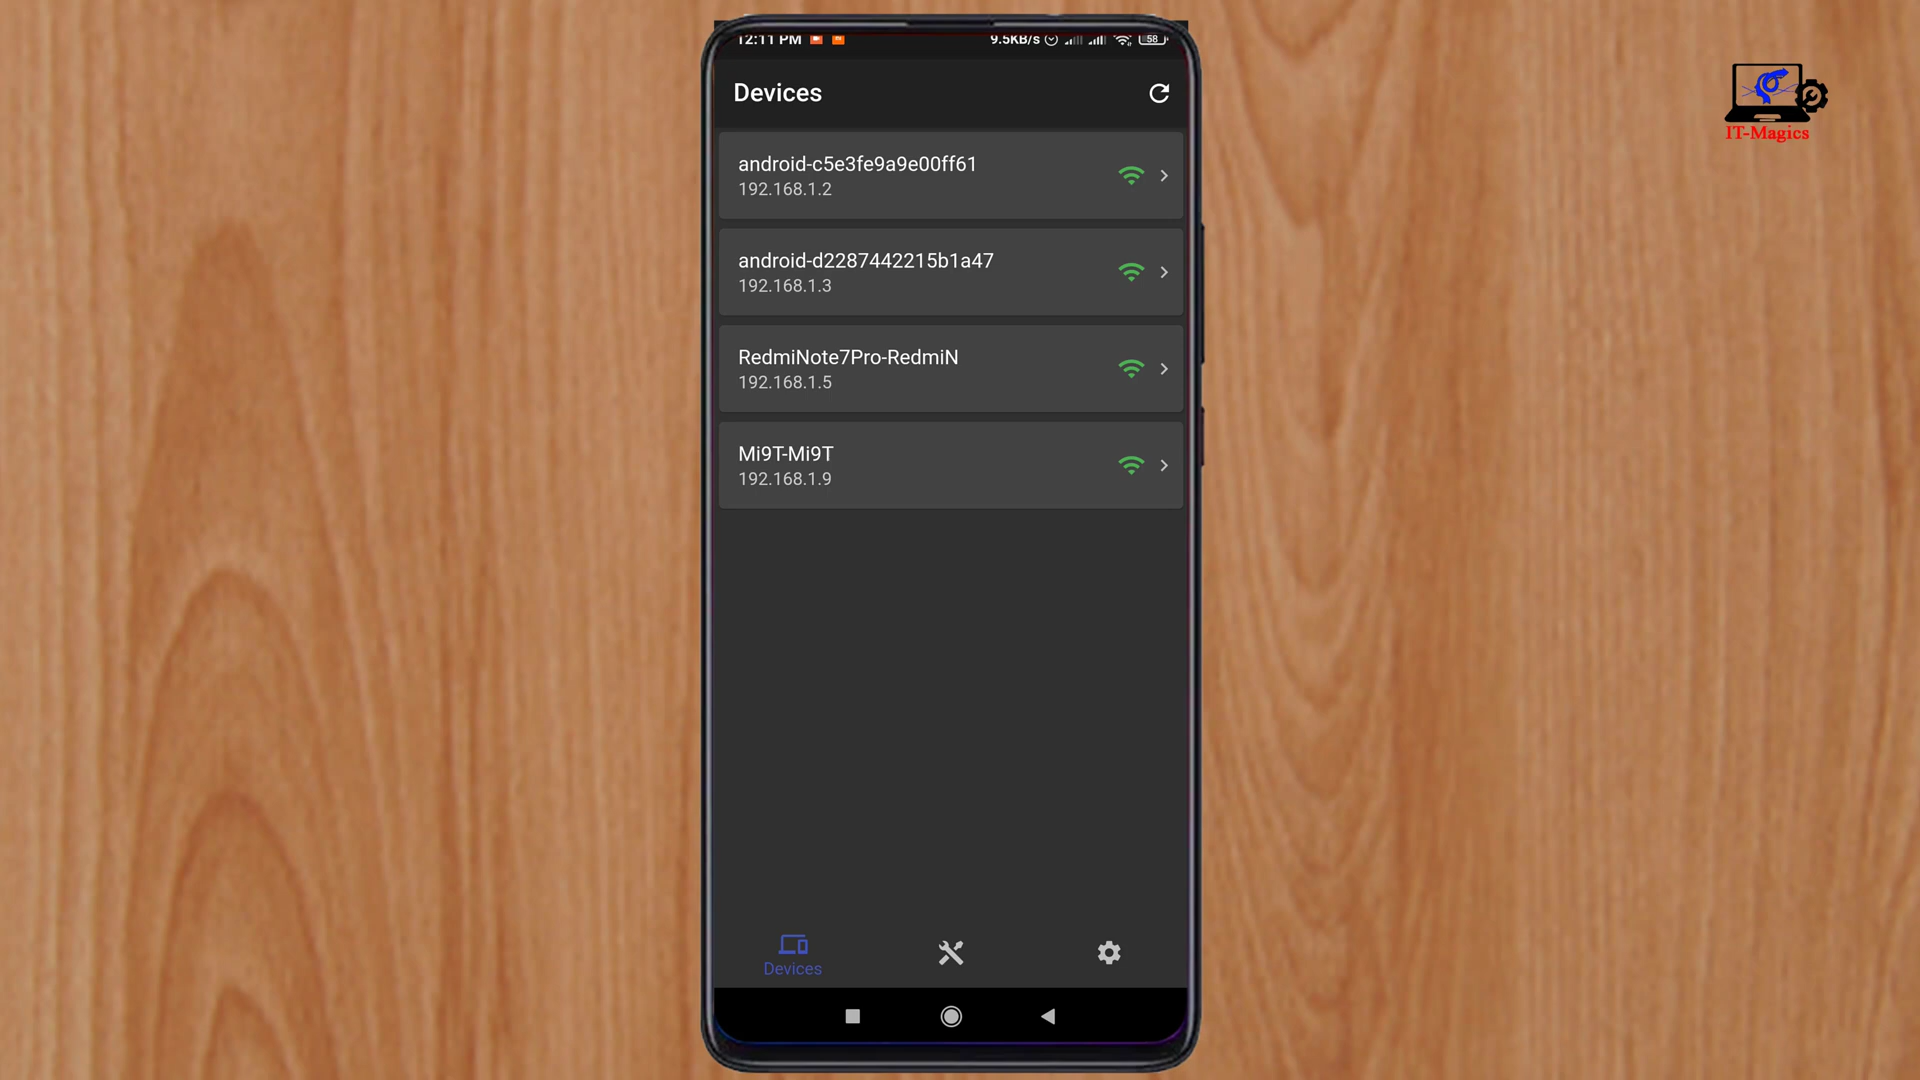 12:11 PM 9.5KB/s 58
Devices
IT-Magics
android-c5e3fe9a9e00ff61
192.168.1.2
android-d2287442215b1a47
192.168.1.3
RedmiNote7Pro-RedmiN
192.168.1.5
Mi9T-Mi9T
192.168.1.9
Devices